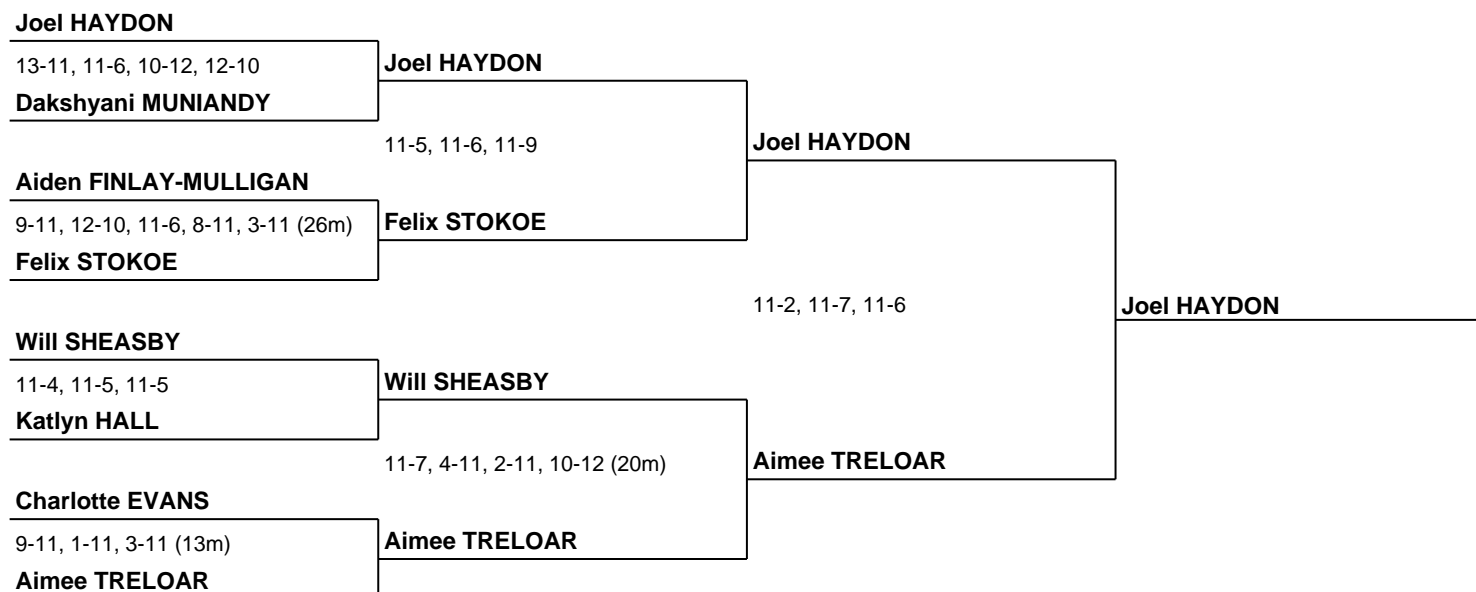 Joel HAYDON
13-11, 11-6, 10-12, 12-10
Dakshyani MUNIANDY
Aiden FINLAY-MULLIGAN
9-11, 12-10, 11-6, 8-11, 3-11 (26m)
Felix STOKOE
Will SHEASBY
11-4, 11-5, 11-5
Katlyn HALL
Charlotte EVANS
9-11, 1-11, 3-11 (13m)
Aimee TRELOAR
Joel HAYDON
11-5, 11-6, 11-9
Felix STOKOE
Will SHEASBY
11-7, 4-11, 2-11, 10-12 (20m)
Aimee TRELOAR
Joel HAYDON
11-2, 11-7, 11-6
Aimee TRELOAR
Joel HAYDON